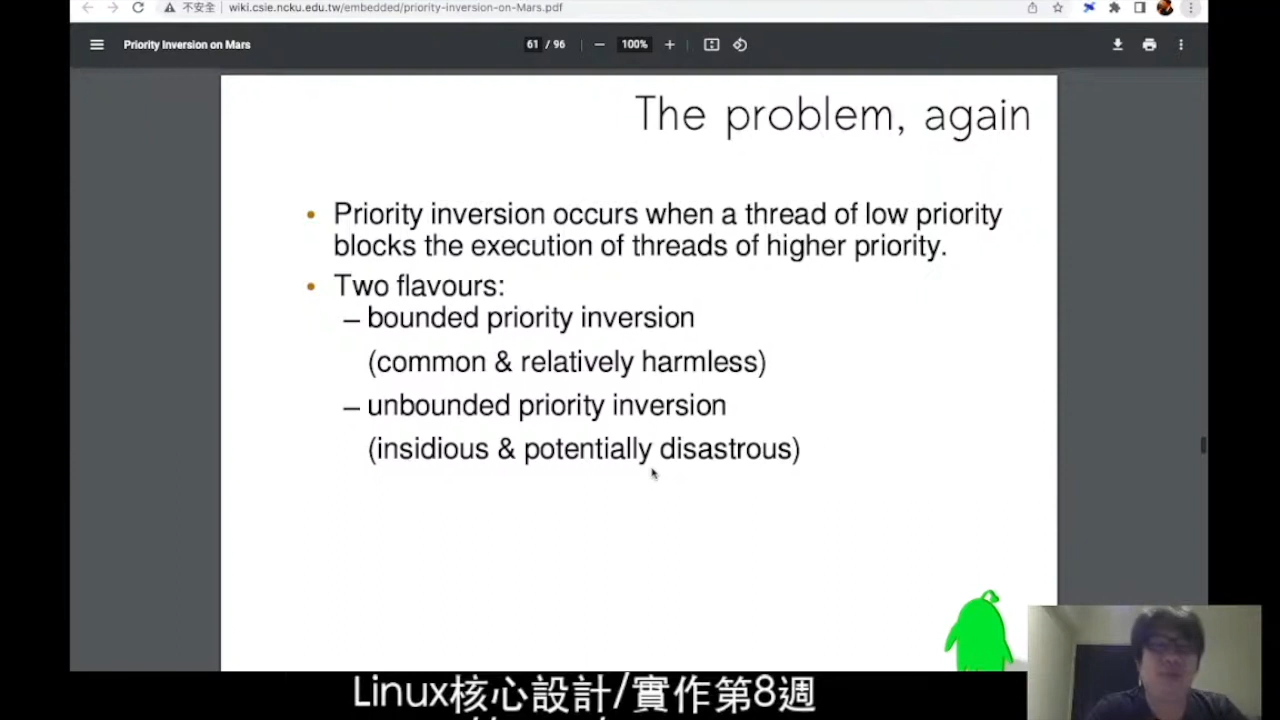 不安全 wiki.csie.ncku.edu.tw/embedded/priority-inversion-on-Mars.pdf
Priority Inversion on Mars 61 / 96 — 100% +
The problem, again
• Priority inversion occurs when a thread of low priority
blocks the execution of threads of higher priority.
• Two flavours:
– bounded priority inversion
(common & relatively harmless)
– unbounded priority inversion
(insidious & potentially disastrous)
Linux核心設計/實作第8週